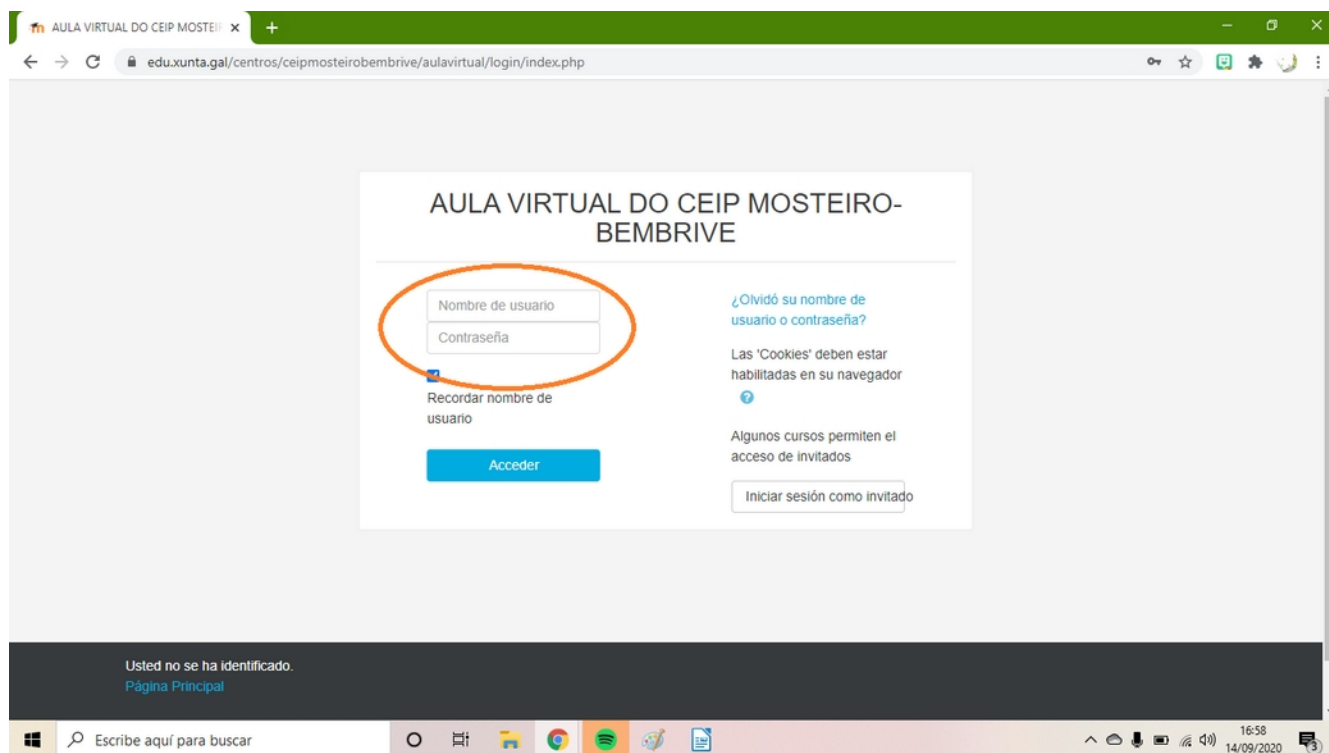 AULA VIRTUAL DO CEIP MOSTEIR
edu.xunta.gal/centros/ceipmosteirobembrive/aulavirtual/login/index.php
AULA VIRTUAL DO CEIP MOSTEIRO-
BEMBRIVE
Nombre de usuario
Contraseña
Recordar nombre de
usuario
Acceder
¿Olvidó su nombre de
usuario o contraseña?
Las 'Cookies' deben estar
habilitadas en su navegador
Algunos cursos permiten el
acceso de invitados
Iniciar sesión como invitado
Usted no se ha identificado.
Página Principal
Escribe aquí para buscar
16:58
14/09/2020
3